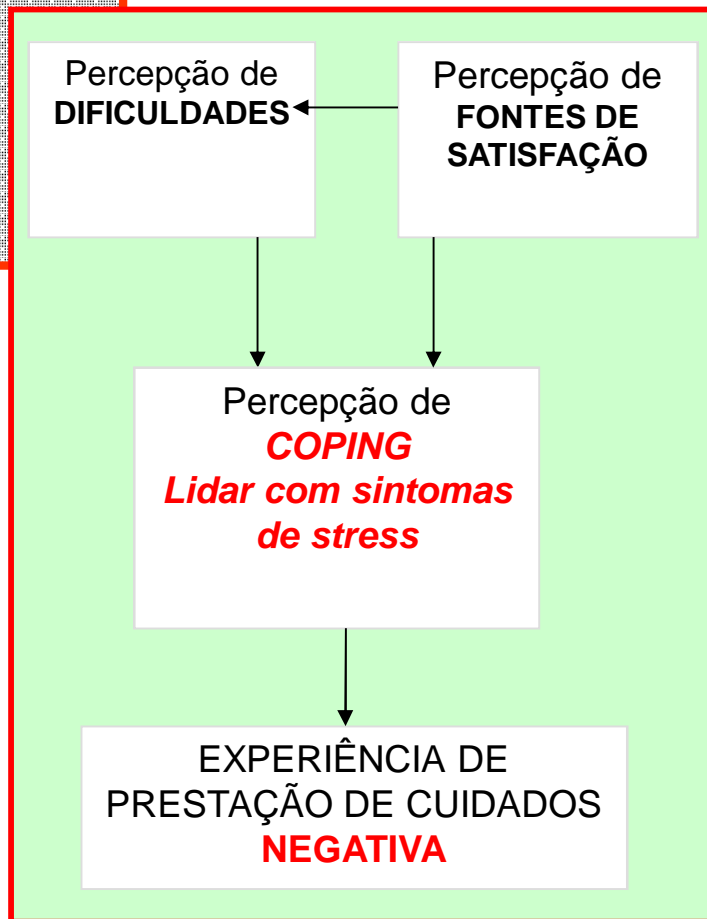 Percepção de
DIFICULDADES
Percepção de
FONTES DE
SATISFAÇÃO
Percepção de
COPING
Lidar com sintomas
de stress
EXPERIÊNCIA DE
PRESTAÇÃO DE CUIDADOS
NEGATIVA